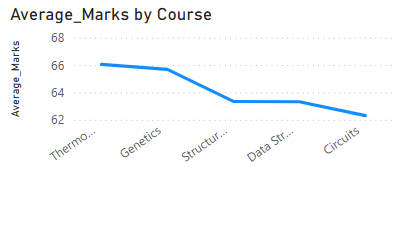 Average_Marks by Course
Average_Marks
68
66
64
62
Thermo...
Genetics
Structur...
Data Str...
Circuits